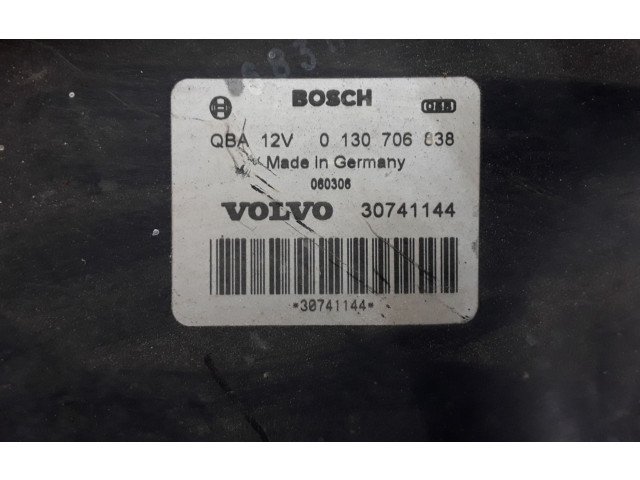 BOSCH
QBA 12V 0 130 706 838
Made in Germany
060306
VOLVO 30741144
*30741144*